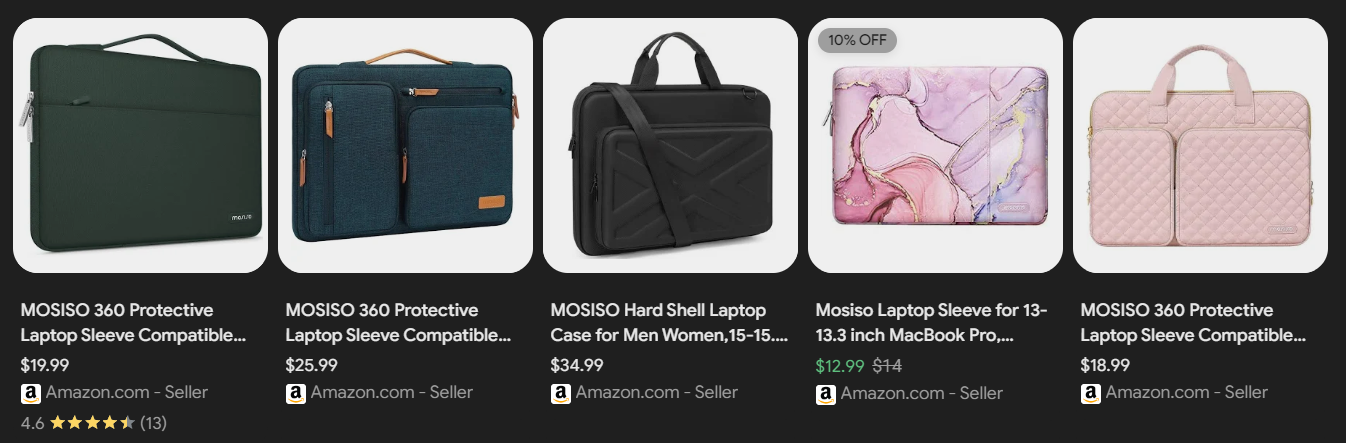 mosiso
10% OFF
MOSISO 360 Protective
Laptop Sleeve Compatible...
$19.99
Amazon.com - Seller
4.6 (13)
MOSISO 360 Protective
Laptop Sleeve Compatible...
$25.99
Amazon.com - Seller
MOSISO Hard Shell Laptop
Case for Men Women,15-15....
$34.99
Amazon.com - Seller
Mosiso Laptop Sleeve for 13-
13.3 inch MacBook Pro,...
$12.99 $14
Amazon.com - Seller
MOSISO 360 Protective
Laptop Sleeve Compatible...
$18.99
Amazon.com - Seller